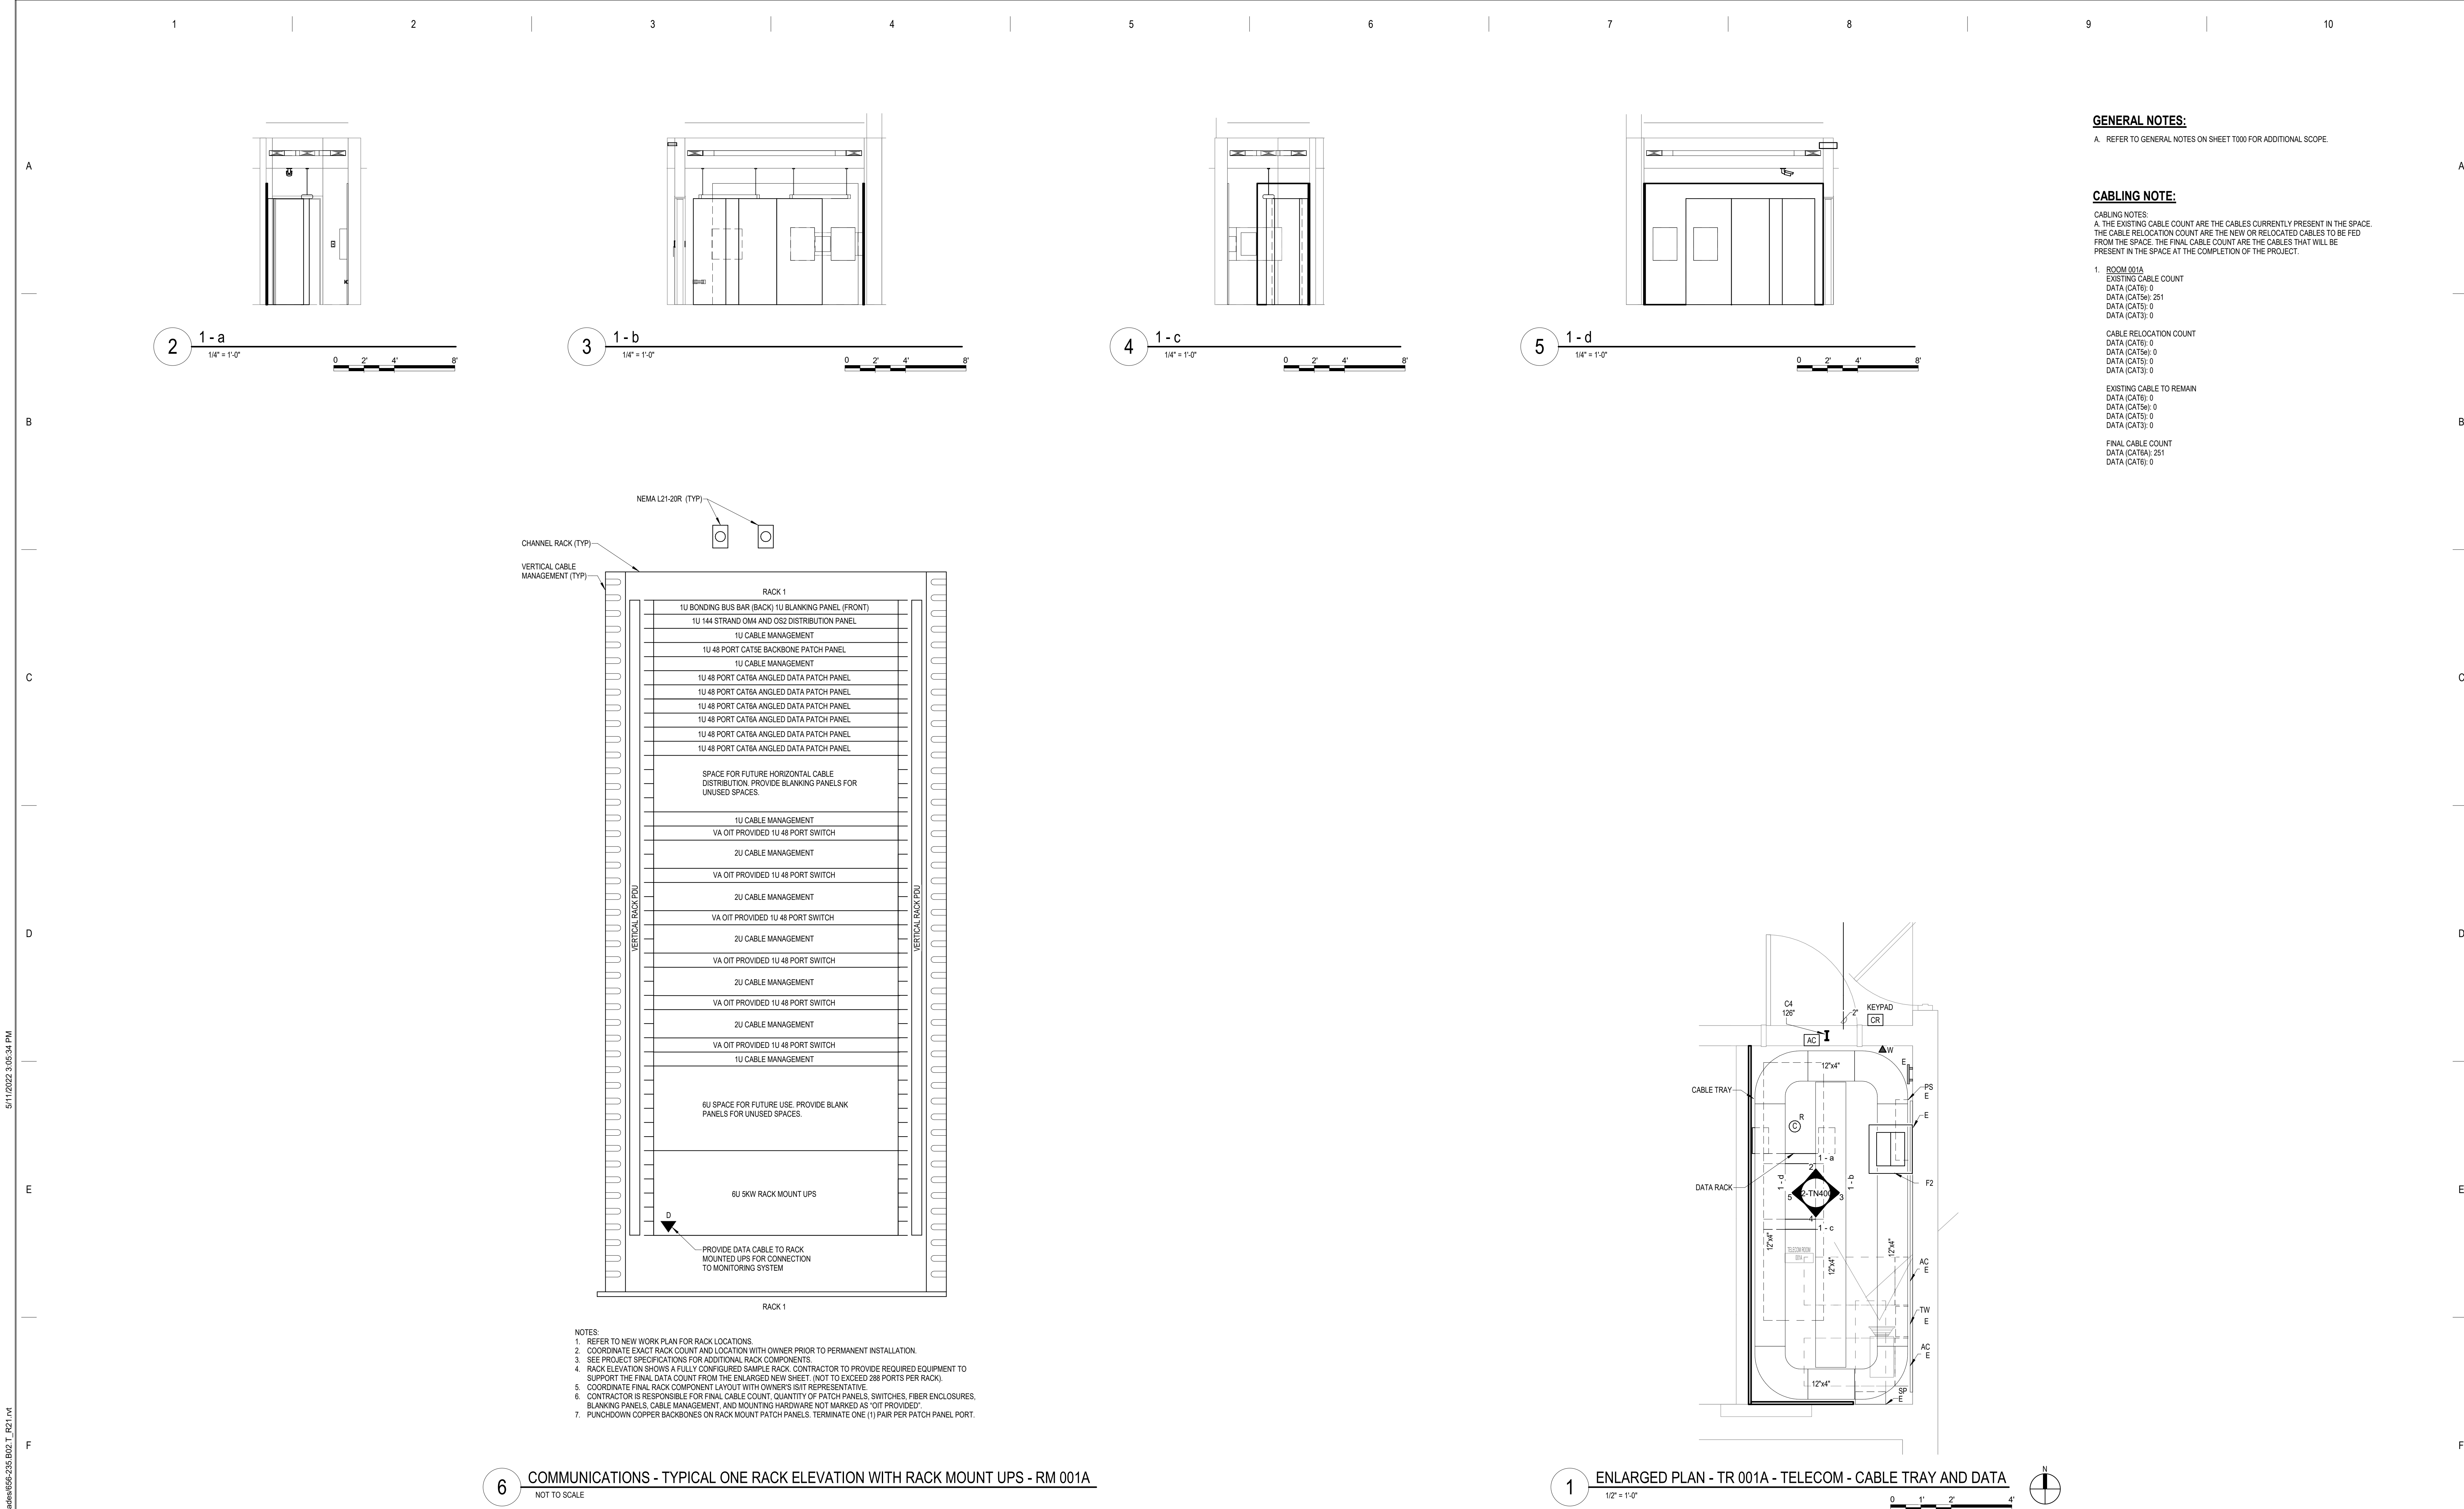 1 2 3 4 5 6 7 8 9 10
A
B
C
D
E
F
A
B
C
D
E
F
5/11/2022 3:05:34 PM
ades/656-235.B02.T_R21.rvt
2
1 - a
1/4" = 1'-0"
0 2' 4' 8'
3
1 - b
1/4" = 1'-0"
0 2' 4' 8'
4
1 - c
1/4" = 1'-0"
0 2' 4' 8'
5
1 - d
1/4" = 1'-0"
0 2' 4' 8'
GENERAL NOTES:
A. REFER TO GENERAL NOTES ON SHEET T000 FOR ADDITIONAL SCOPE.
CABLING NOTE:
CABLING NOTES:
A. THE EXISTING CABLE COUNT ARE THE CABLES CURRENTLY PRESENT IN THE SPACE.
THE CABLE RELOCATION COUNT ARE THE NEW OR RELOCATED CABLES TO BE FED
FROM THE SPACE. THE FINAL CABLE COUNT ARE THE CABLES THAT WILL BE
PRESENT IN THE SPACE AT THE COMPLETION OF THE PROJECT.
1. ROOM 001A
EXISTING CABLE COUNT
DATA (CAT6): 0
DATA (CAT5e): 251
DATA (CAT5): 0
DATA (CAT3): 0
CABLE RELOCATION COUNT
DATA (CAT6): 0
DATA (CAT5e): 0
DATA (CAT5): 0
DATA (CAT3): 0
EXISTING CABLE TO REMAIN
DATA (CAT6): 0
DATA (CAT5e): 0
DATA (CAT5): 0
DATA (CAT3): 0
FINAL CABLE COUNT
DATA (CAT6A): 251
DATA (CAT6): 0
NEMA L21-20R (TYP)
CHANNEL RACK (TYP)
VERTICAL CABLE
MANAGEMENT (TYP)
RACK 1
1U BONDING BUS BAR (BACK) 1U BLANKING PANEL (FRONT)
1U 144 STRAND OM4 AND OS2 DISTRIBUTION PANEL
1U CABLE MANAGEMENT
1U 48 PORT CAT5E BACKBONE PATCH PANEL
1U CABLE MANAGEMENT
1U 48 PORT CAT6A ANGLED DATA PATCH PANEL
1U 48 PORT CAT6A ANGLED DATA PATCH PANEL
1U 48 PORT CAT6A ANGLED DATA PATCH PANEL
1U 48 PORT CAT6A ANGLED DATA PATCH PANEL
1U 48 PORT CAT6A ANGLED DATA PATCH PANEL
1U 48 PORT CAT6A ANGLED DATA PATCH PANEL
SPACE FOR FUTURE HORIZONTAL CABLE
DISTRIBUTION. PROVIDE BLANKING PANELS FOR
UNUSED SPACES.
1U CABLE MANAGEMENT
VA OIT PROVIDED 1U 48 PORT SWITCH
2U CABLE MANAGEMENT
VA OIT PROVIDED 1U 48 PORT SWITCH
2U CABLE MANAGEMENT
VA OIT PROVIDED 1U 48 PORT SWITCH
2U CABLE MANAGEMENT
VA OIT PROVIDED 1U 48 PORT SWITCH
2U CABLE MANAGEMENT
VA OIT PROVIDED 1U 48 PORT SWITCH
2U CABLE MANAGEMENT
VA OIT PROVIDED 1U 48 PORT SWITCH
1U CABLE MANAGEMENT
6U SPACE FOR FUTURE USE. PROVIDE BLANK
PANELS FOR UNUSED SPACES.
6U 5KW RACK MOUNT UPS
VERTICAL RACK PDU
VERTICAL RACK PDU
D
PROVIDE DATA CABLE TO RACK
MOUNTED UPS FOR CONNECTION
TO MONITORING SYSTEM
RACK 1
NOTES:
1. REFER TO NEW WORK PLAN FOR RACK LOCATIONS.
2. COORDINATE EXACT RACK COUNT AND LOCATION WITH OWNER PRIOR TO PERMANENT INSTALLATION.
3. SEE PROJECT SPECIFICATIONS FOR ADDITIONAL RACK COMPONENTS.
4. RACK ELEVATION SHOWS A FULLY CONFIGURED SAMPLE RACK. CONTRACTOR TO PROVIDE REQUIRED EQUIPMENT TO
SUPPORT THE FINAL DATA COUNT FROM THE ENLARGED NEW SHEET. (NOT TO EXCEED 288 PORTS PER RACK).
5. COORDINATE FINAL RACK COMPONENT LAYOUT WITH OWNER'S IS/IT REPRESENTATIVE.
6. CONTRACTOR IS RESPONSIBLE FOR FINAL CABLE COUNT, QUANTITY OF PATCH PANELS, SWITCHES, FIBER ENCLOSURES,
BLANKING PANELS, CABLE MANAGEMENT, AND MOUNTING HARDWARE NOT MARKED AS "OIT PROVIDED".
7. PUNCHDOWN COPPER BACKBONES ON RACK MOUNT PATCH PANELS. TERMINATE ONE (1) PAIR PER PATCH PANEL PORT.
6
COMMUNICATIONS - TYPICAL ONE RACK ELEVATION WITH RACK MOUNT UPS - RM 001A
NOT TO SCALE
C4
126"
2"
KEYPAD
CR
AC
W
E
12"x4"
CABLE TRAY
PS
E
E
R
C
1 - a
2
1 - d
1 - b
DATA RACK
5
2-TN400
3
F2
4
1 - c
12"x4"
TELECOM ROOM
001A
12"x4"
12"x4"
AC
E
TW
E
AC
E
12"x4"
SP
E
1
ENLARGED PLAN - TR 001A - TELECOM - CABLE TRAY AND DATA
1/2" = 1'-0"
0 1' 2' 4'
N